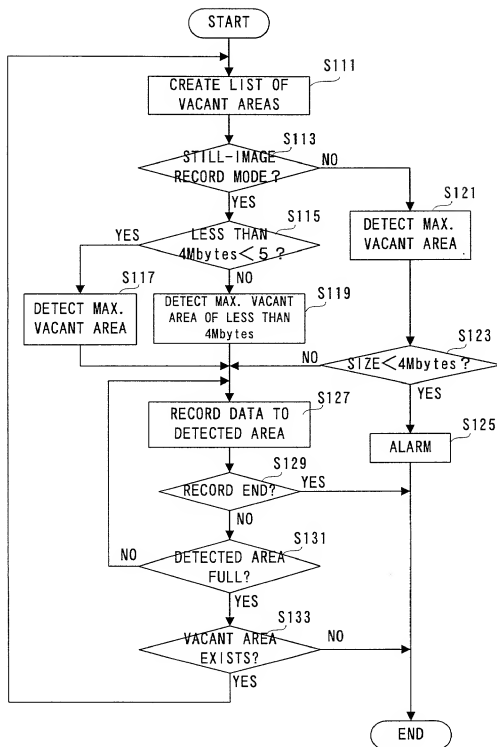 START
S111
CREATE LIST OF
VACANT AREAS
S113
STILL-IMAGE
RECORD MODE?
NO
YES
S121
DETECT MAX.
VACANT AREA
S115
LESS THAN
4Mbytes<5 ?
YES
NO
S117
DETECT MAX.
VACANT AREA
S119
DETECT MAX. VACANT
AREA OF LESS THAN
4Mbytes
S123
SIZE<4Mbytes?
NO
YES
S127
RECORD DATA TO
DETECTED AREA
S125
ALARM
S129
RECORD END?
YES
NO
S131
DETECTED AREA
FULL?
NO
YES
S133
VACANT AREA
EXISTS?
NO
YES
END